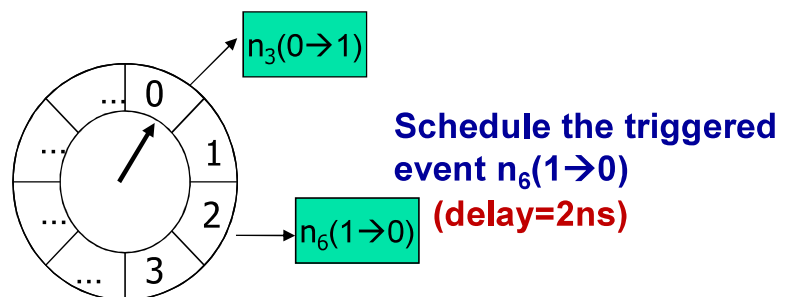 n₃(0→1)
... 0
... 1
Schedule the triggered
event n₆(1→0)
(delay=2ns)
... 2
n₆(1→0)
... 3